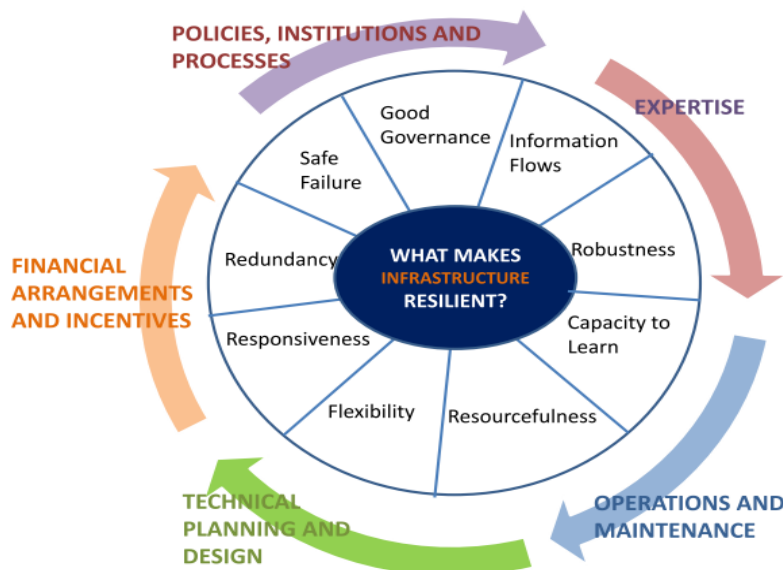 POLICIES, INSTITUTIONS AND
PROCESSES
EXPERTISE
Good
Governance
Information
Flows
Safe
Failure
Robustness
Redundancy
WHAT MAKES
INFRASTRUCTURE
RESILIENT?
FINANCIAL
ARRANGEMENTS
AND INCENTIVES
Capacity to
Learn
Responsiveness
Flexibility
Resourcefulness
TECHNICAL
PLANNING AND
DESIGN
OPERATIONS AND
MAINTENANCE